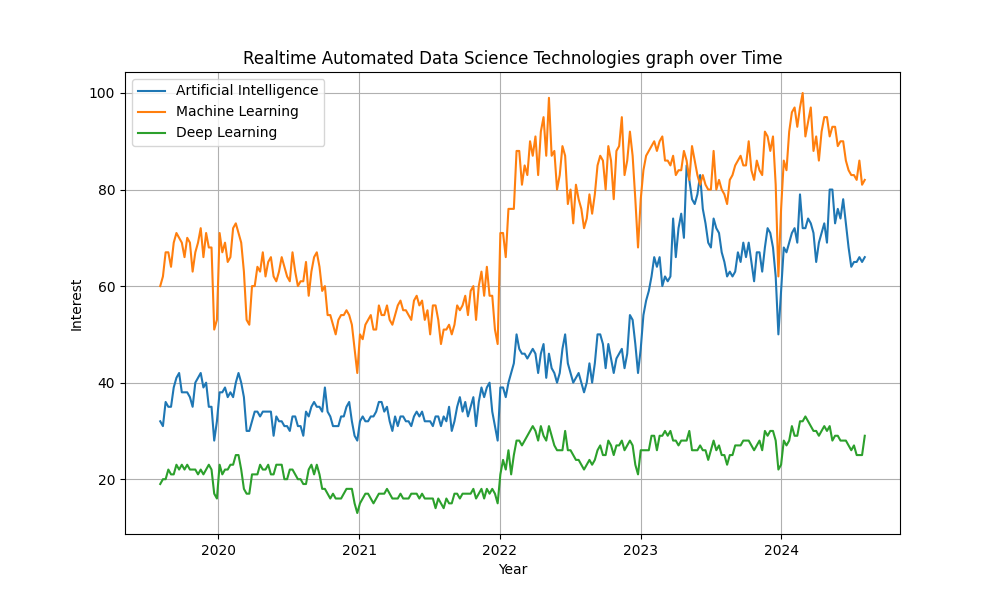 Realtime Automated Data Science Technologies graph over Time
Artificial Intelligence
Machine Learning
Deep Learning
100
80
60
40
20
Interest
2020 2021 2022 2023 2024
Year